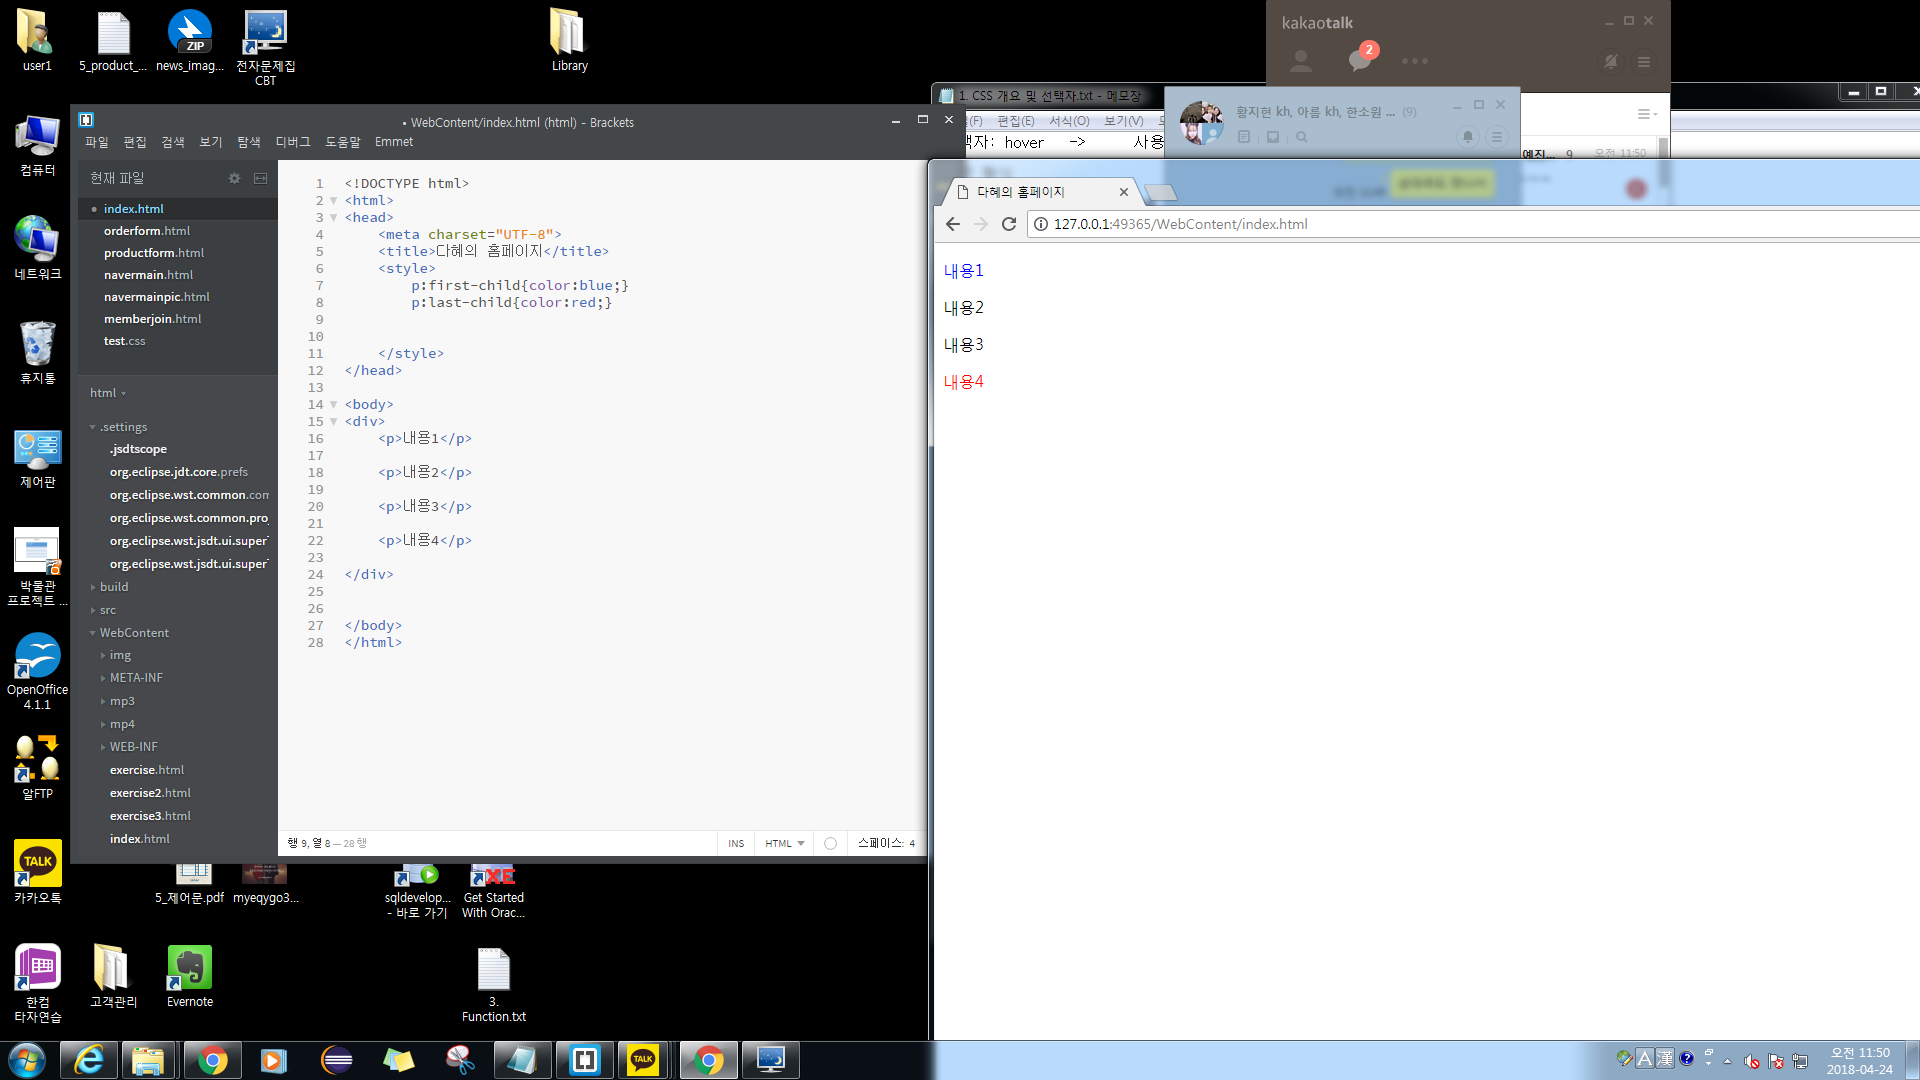 user1
5_product_...
news_imag...
전자문제집
CBT
Library
컴퓨터
네트워크
휴지통
제어판
박물관
프로젝트 ...
OpenOffice
4.1.1
알FTP
카카오톡
한컴
타자연습
고객관리
Evernote
5_제어문.pdf
myeqygo3...
sqldevelop...
- 바로 가기
Get Started
With Orac...
3.
Function.txt
• WebContent/index.html (html) - Brackets
파일 편집 검색 보기 탐색 디버그 도움말 Emmet
현재 파일
• index.html
orderform.html
productform.html
navermain.html
navermainpic.html
memberjoin.html
test.css
html
.settings
.jsdtscope
org.eclipse.jdt.core.prefs
org.eclipse.wst.common.com
org.eclipse.wst.common.pro
org.eclipse.wst.jsdt.ui.super
org.eclipse.wst.jsdt.ui.super
build
src
WebContent
img
META-INF
mp3
mp4
WEB-INF
exercise.html
exercise2.html
exercise3.html
index.html
1 <!DOCTYPE html>
2 <html>
3 <head>
4 <meta charset="UTF-8">
5 <title>다혜의 홈페이지</title>
6 <style>
7 p:first-child{color:blue;}
8 p:last-child{color:red;}
9
10
11 </style>
12 </head>
13
14 <body>
15 <div>
16 <p>내용1</p>
17
18 <p>내용2</p>
19
20 <p>내용3</p>
21
22 <p>내용4</p>
23
24 </div>
25
26
27 </body>
28 </html>
행 9, 열 8 — 28 행
INS HTML 스페이스: 4
kakaotalk
2
1. CSS 개요 및 선택자.txt - 메모장
(F) 편집(E) 서식(O) 보기(V)
택자: hover -> 사용
황지현 kh, 아름 kh, 한소원 ... (9)
예진... 9 오전 11:50
다혜의 홈페이지
127.0.0.1:49365/WebContent/index.html
내용1
내용2
내용3
내용4
ZIP
TALK
XE
TALK
A 漢
오전 11:50
2018-04-24